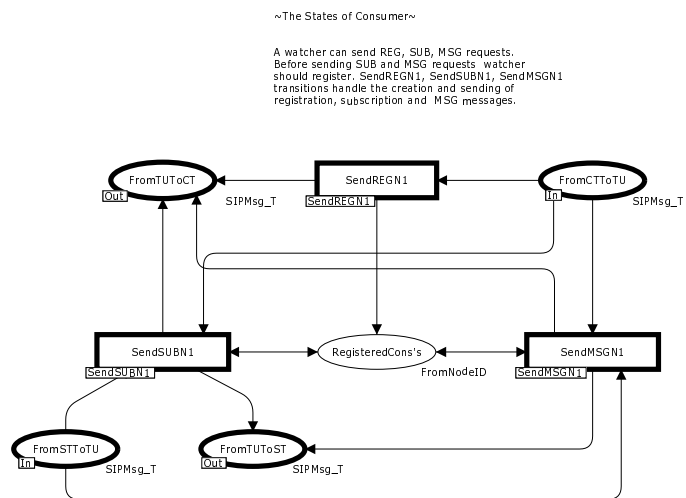 ~The States of Consumer~
A watcher can send REG, SUB, MSG requests.
Before sending SUB and MSG requests watcher
should register. SendREGN1, SendSUBN1, SendMSGN1
transitions handle the creation and sending of
registration, subscription and MSG messages.
FromTUToCT
Out
SIPMsg_T
SendREGN1
SendREGN1
FromCTToTU
In
SIPMsg_T
SendSUBN1
SendSUBN1
RegisteredCons's
FromNodeID
SendMSGN1
SendMSGN1
FromSTToTU
In
SIPMsg_T
FromTUToST
Out
SIPMsg_T